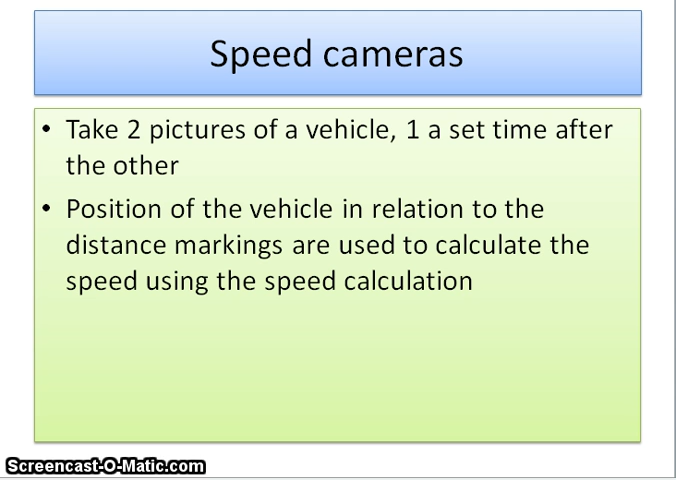 Speed cameras
• Take 2 pictures of a vehicle, 1 a set time after
the other
• Position of the vehicle in relation to the
distance markings are used to calculate the
speed using the speed calculation
Screencast-O-Matic.com